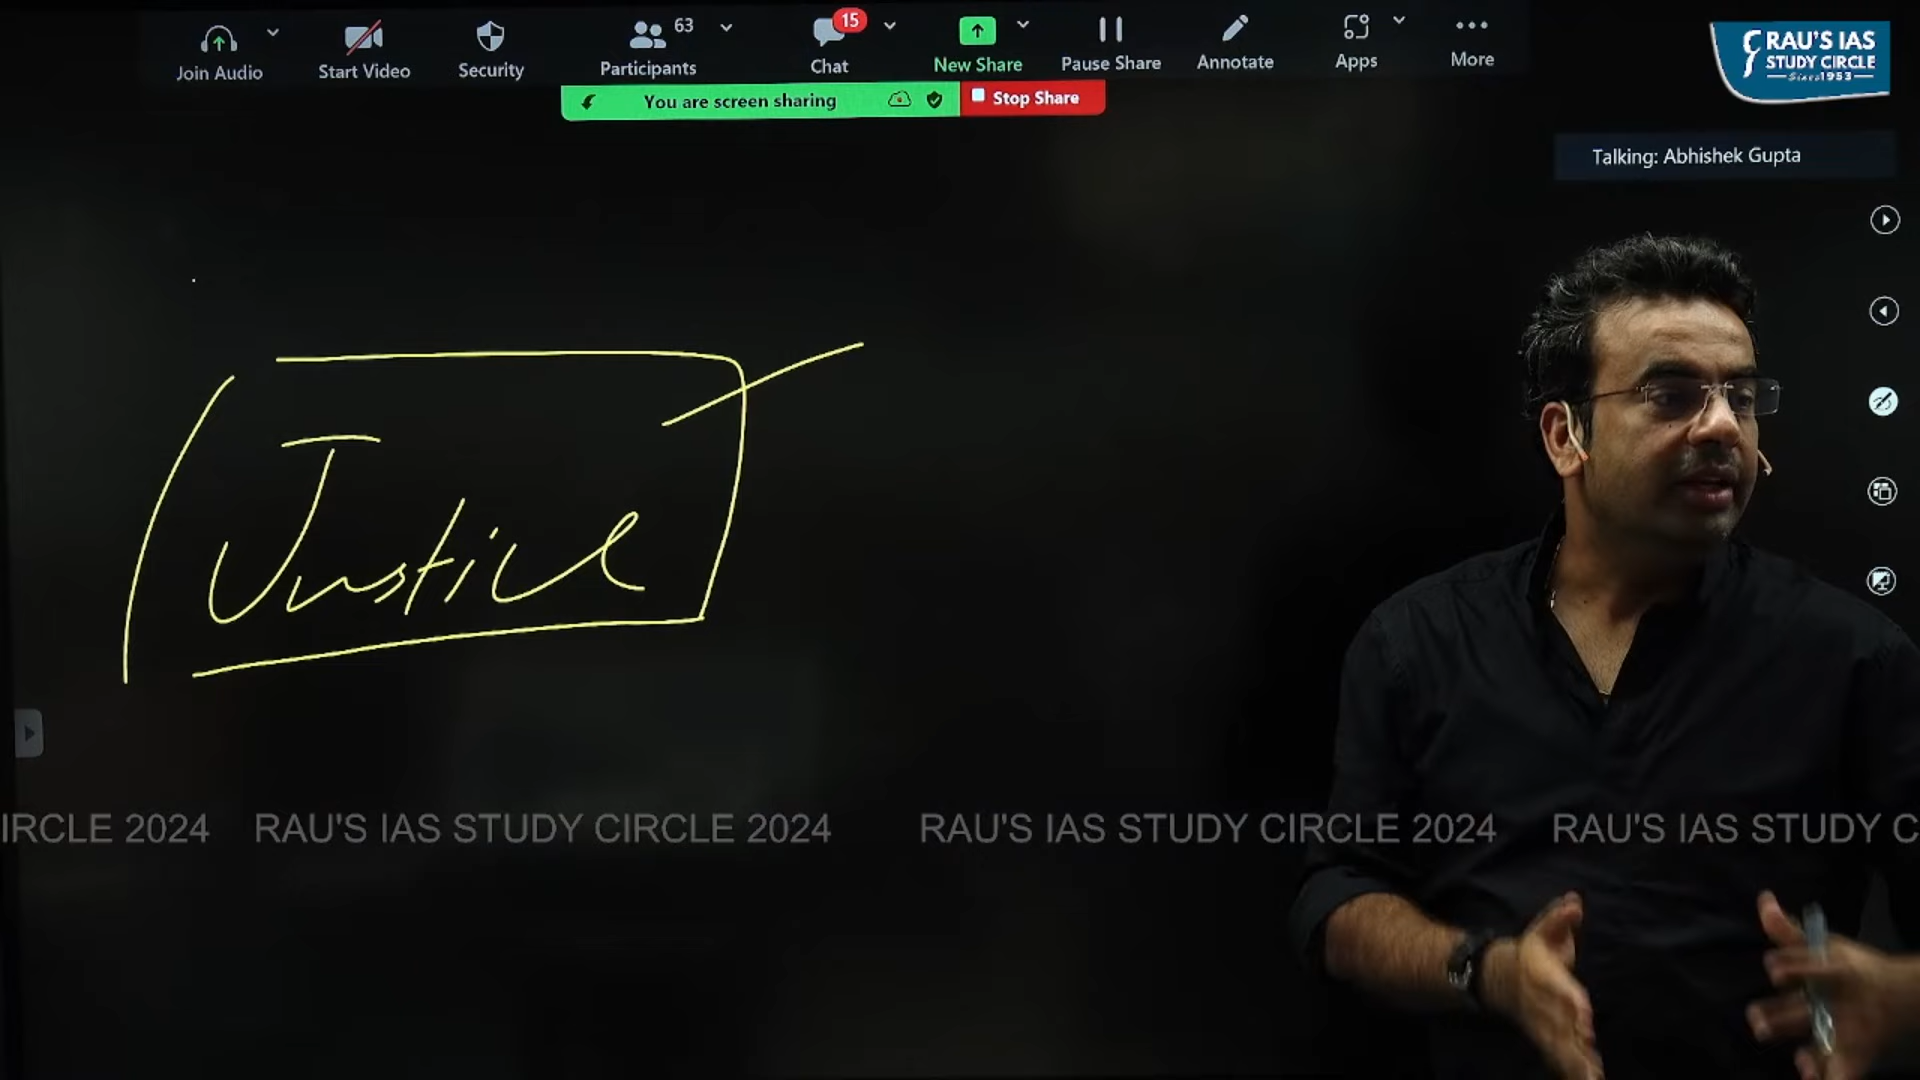 63
15
Join Audio
Start Video
Security
Participants
Chat
New Share
Pause Share
Annotate
Apps
More
You are screen sharing
Stop Share
RAU'S IAS
STUDY CIRCLE
Since 1953
Talking: Abhishek Gupta
Justice
IRCLE 2024 RAU'S IAS STUDY CIRCLE 2024 RAU'S IAS STUDY CIRCLE 2024 RAU'S IAS STUDY C